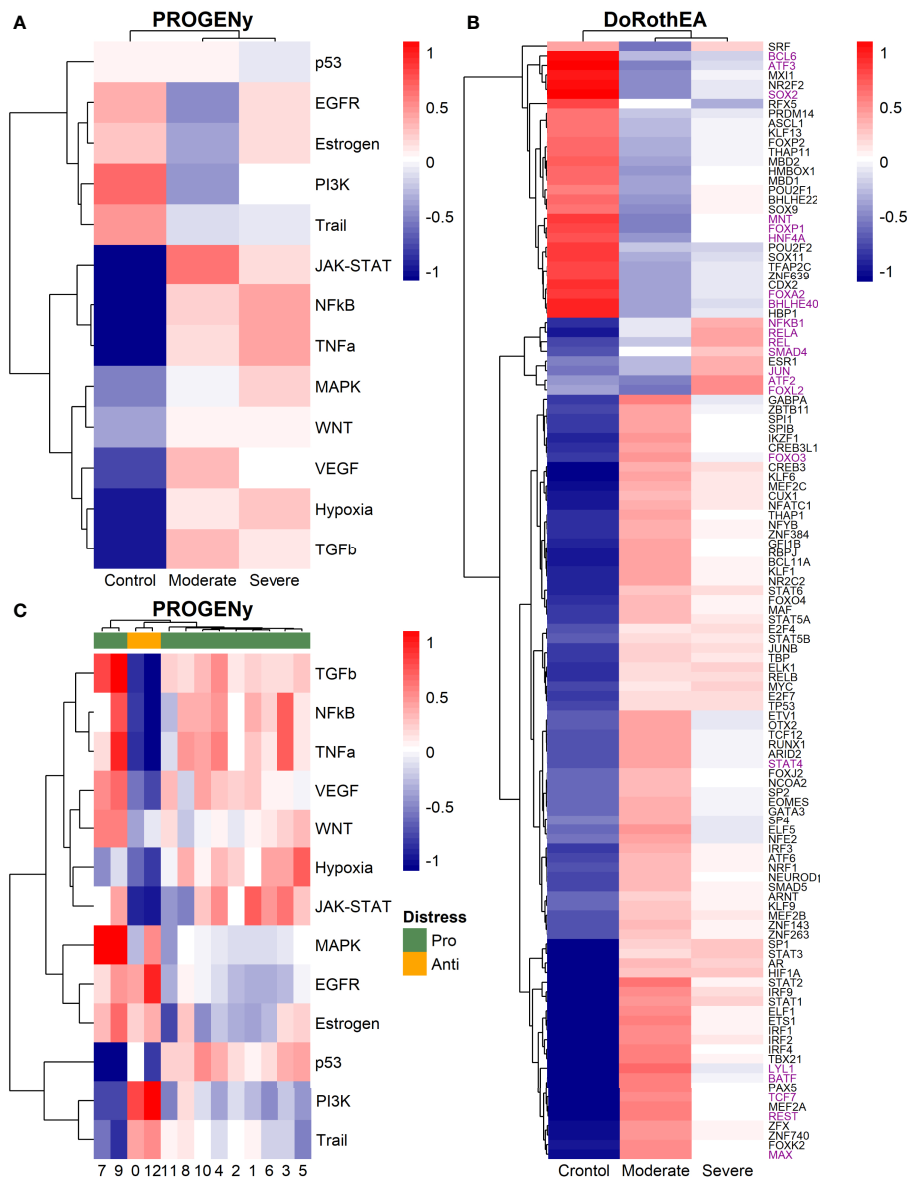 A
PROGENy
p53
EGFR
Estrogen
PI3K
Trail
JAK-STAT
NFkB
TNFa
MAPK
WNT
VEGF
Hypoxia
TGFb
Control Moderate Severe
1
0.5
0
-0.5
-1
B
DoRothEA
SRF
BCL6
ATF3
MXI1
NR2F2
SOX2
RFX5
PRDM14
ASCL1
KLF13
FOXP2
THAP11
MBD2
HMBOX1
MBD1
POU2F1
BHLHE22
SOX9
MNT
FOXP1
HNF4A
POU2F2
SOX11
TFAP2C
ZNF639
CDX2
FOXA2
BHLHE40
HBP1
NFKB1
RELA
REL
SMAD4
ESR1
JUN
ATF2
FOXL2
GABPA
ZBTB11
SPI1
SPIB
IKZF1
CREB3L1
FOXO3
CREB3
KLF6
MEF2C
CUX1
NFATC1
THAP1
NFYB
ZNF384
GFI1B
RBPJ
BCL11A
KLF1
NR2C2
STAT6
FOXO4
MAF
STAT5A
E2F4
STAT5B
JUNB
TBP
ELK1
RELB
MYC
E2F7
TP53
ETV1
OTX2
TCF12
RUNX1
ARID2
STAT4
FOXJ2
NCOA2
SP2
EOMES
GATA3
SP4
ELF5
NFE2
IRF3
ATF6
NRF1
NEUROD1
SMAD5
ARNT
KLF9
MEF2B
ZNF143
ZNF263
SP1
STAT3
AR
HIF1A
STAT2
IRF9
STAT1
ELF1
ETS1
IRF1
IRF2
IRF4
TBX21
LYL1
BATF
PAX5
TCF7
MEF2A
REST
ZFX
ZNF740
FOXK2
MAX
Crontol Moderate Severe
1
0.5
0
-0.5
-1
C
PROGENy
TGFb
NFkB
TNFa
VEGF
WNT
Hypoxia
JAK-STAT
MAPK
EGFR
Estrogen
p53
PI3K
Trail
7 9 0 12 11 8 10 4 2 1 6 3 5
1
0.5
0
-0.5
-1
Distress
Pro
Anti